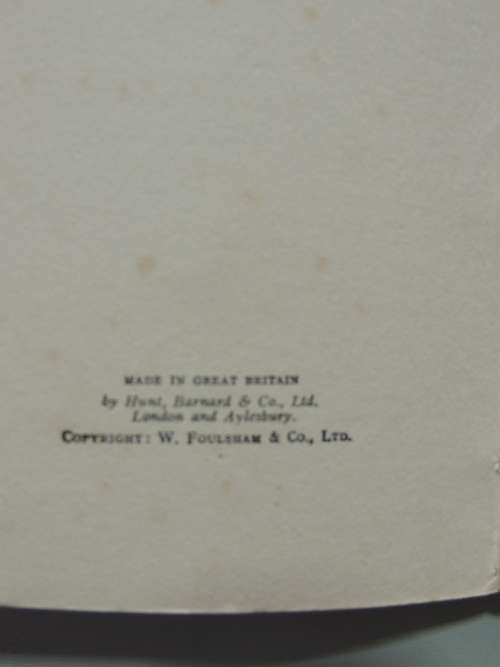 MADE IN GREAT BRITAIN
by Hunt, Barnard & Co., Ltd.
London and Aylesbury.
COPYRIGHT: W. FOULSHAM & CO., LTD.